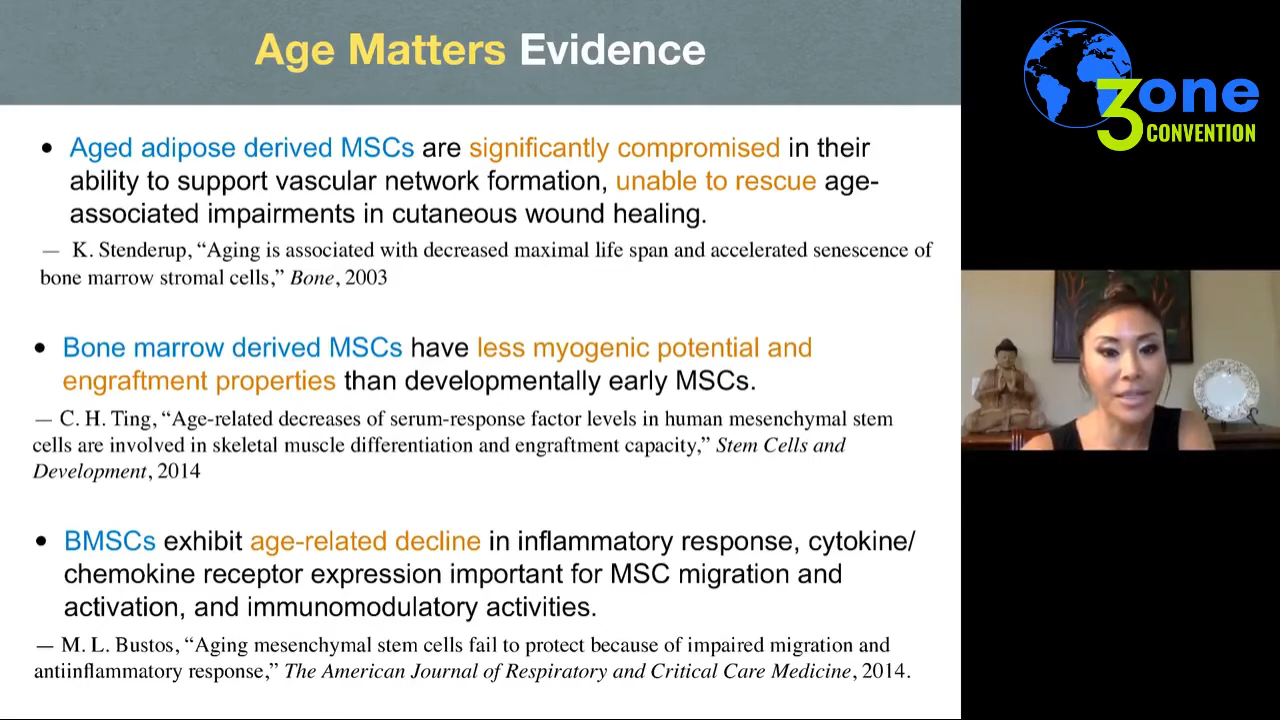 Age Matters Evidence
• Aged adipose derived MSCs are significantly compromised in their
ability to support vascular network formation, unable to rescue age-
associated impairments in cutaneous wound healing.
— K. Stenderup, “Aging is associated with decreased maximal life span and accelerated senescence of
bone marrow stromal cells,” Bone, 2003
• Bone marrow derived MSCs have less myogenic potential and
engraftment properties than developmentally early MSCs.
— C. H. Ting, “Age-related decreases of serum-response factor levels in human mesenchymal stem
cells are involved in skeletal muscle differentiation and engraftment capacity,” Stem Cells and
Development, 2014
• BMSCs exhibit age-related decline in inflammatory response, cytokine/
chemokine receptor expression important for MSC migration and
activation, and immunomodulatory activities.
— M. L. Bustos, “Aging mesenchymal stem cells fail to protect because of impaired migration and
antiinflammatory response,” The American Journal of Respiratory and Critical Care Medicine, 2014.
O3one
CONVENTION